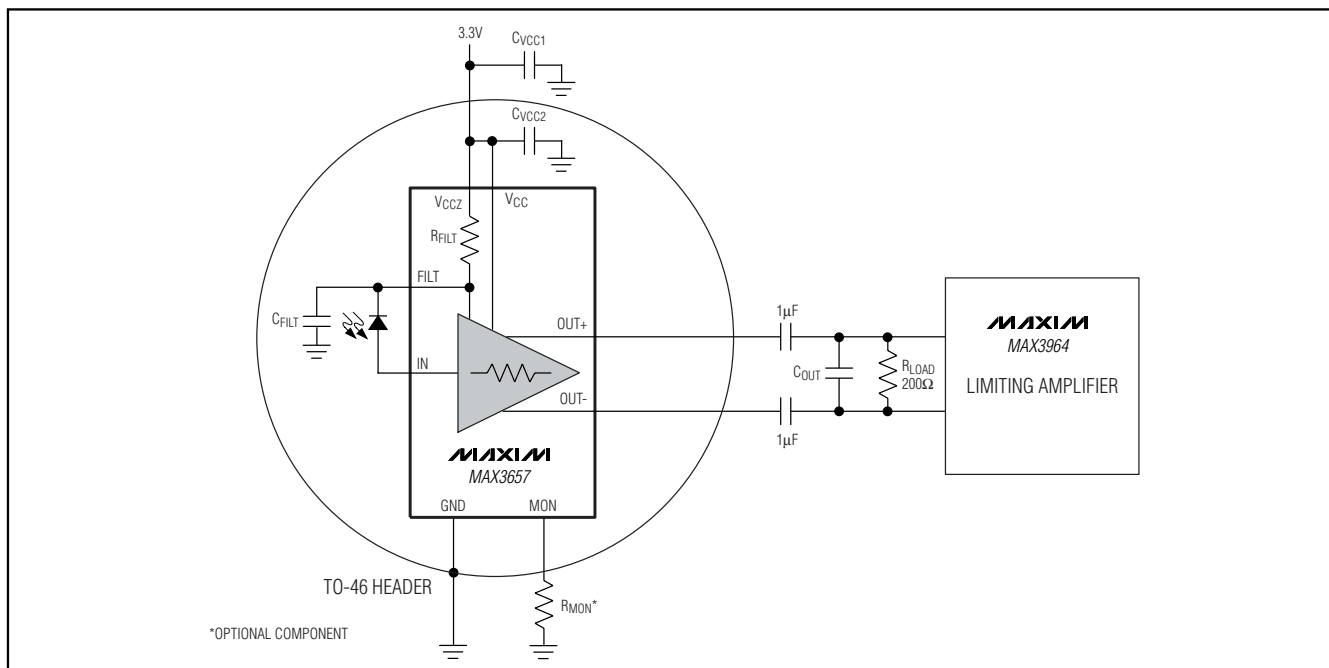 3.3V
CVCC1
CVCC2
VCCZ
VCC
RFILT
FILT
CFILT
IN
OUT+
OUT-
MAXIM
MAX3657
GND
MON
TO-46 HEADER
RMON*
*OPTIONAL COMPONENT
1µF
1µF
COUT
RLOAD
200Ω
MAXIM
MAX3964
LIMITING AMPLIFIER